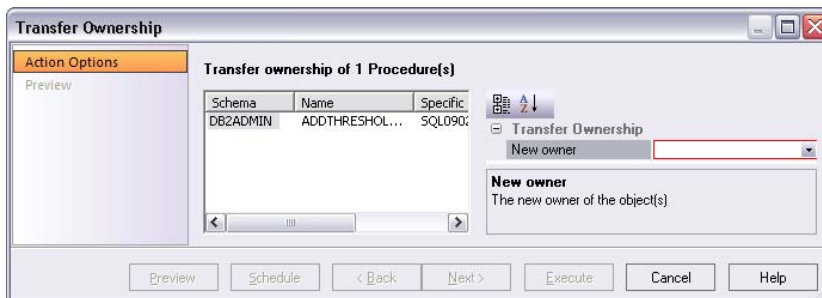 Transfer Ownership
Action Options
Preview
Transfer ownership of 1 Procedure(s)
Schema Name Specific
DB2ADMIN ADDTHRESHOL... SQL0902
Transfer Ownership
New owner
New owner
The new owner of the object(s)
Preview Schedule < Back Next > Execute Cancel Help